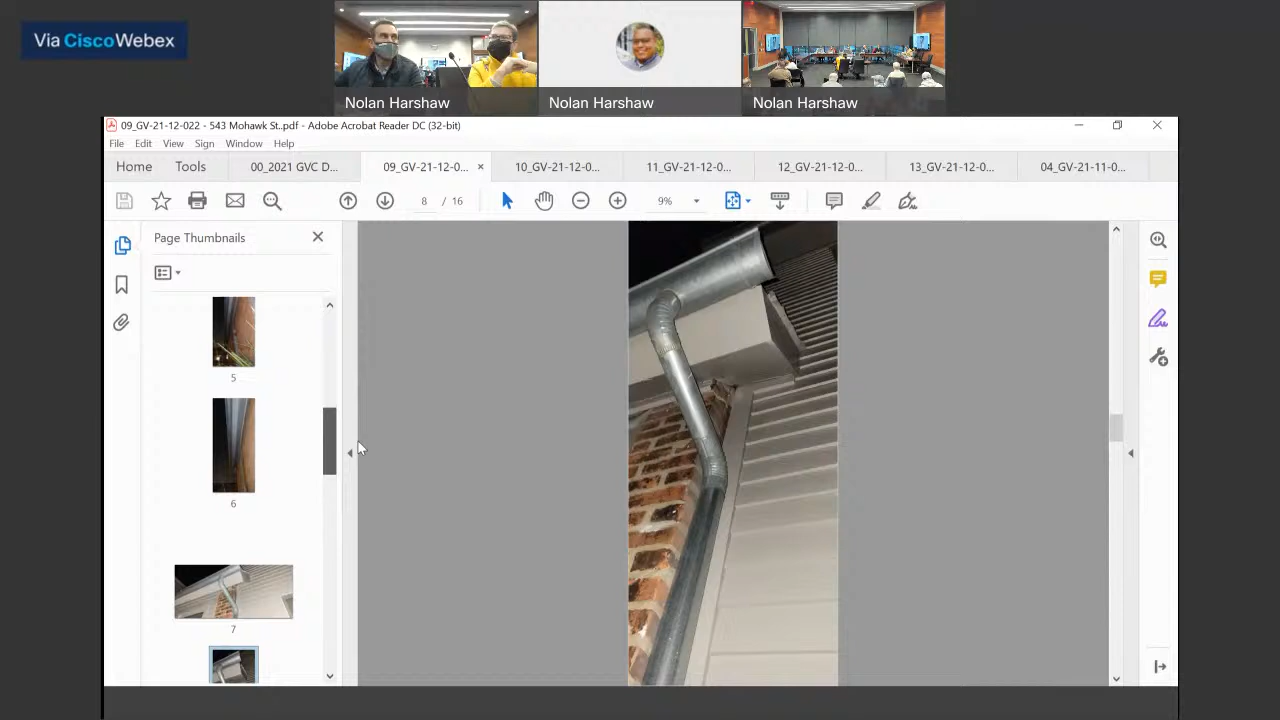 Via Cisco Webex
Nolan Harshaw
Nolan Harshaw
Nolan Harshaw
09_GV-21-12-022 - 543 Mohawk St..pdf - Adobe Acrobat Reader DC (32-bit)
File Edit View Sign Window Help
Home Tools 00_2021 GVC D... 09_GV-21-12-0... 10_GV-21-12-0... 11_GV-21-12-0... 12_GV-21-12-0... 13_GV-21-12-0... 04_GV-21-11-0...
8 / 16 9%
Page Thumbnails
5
6
7